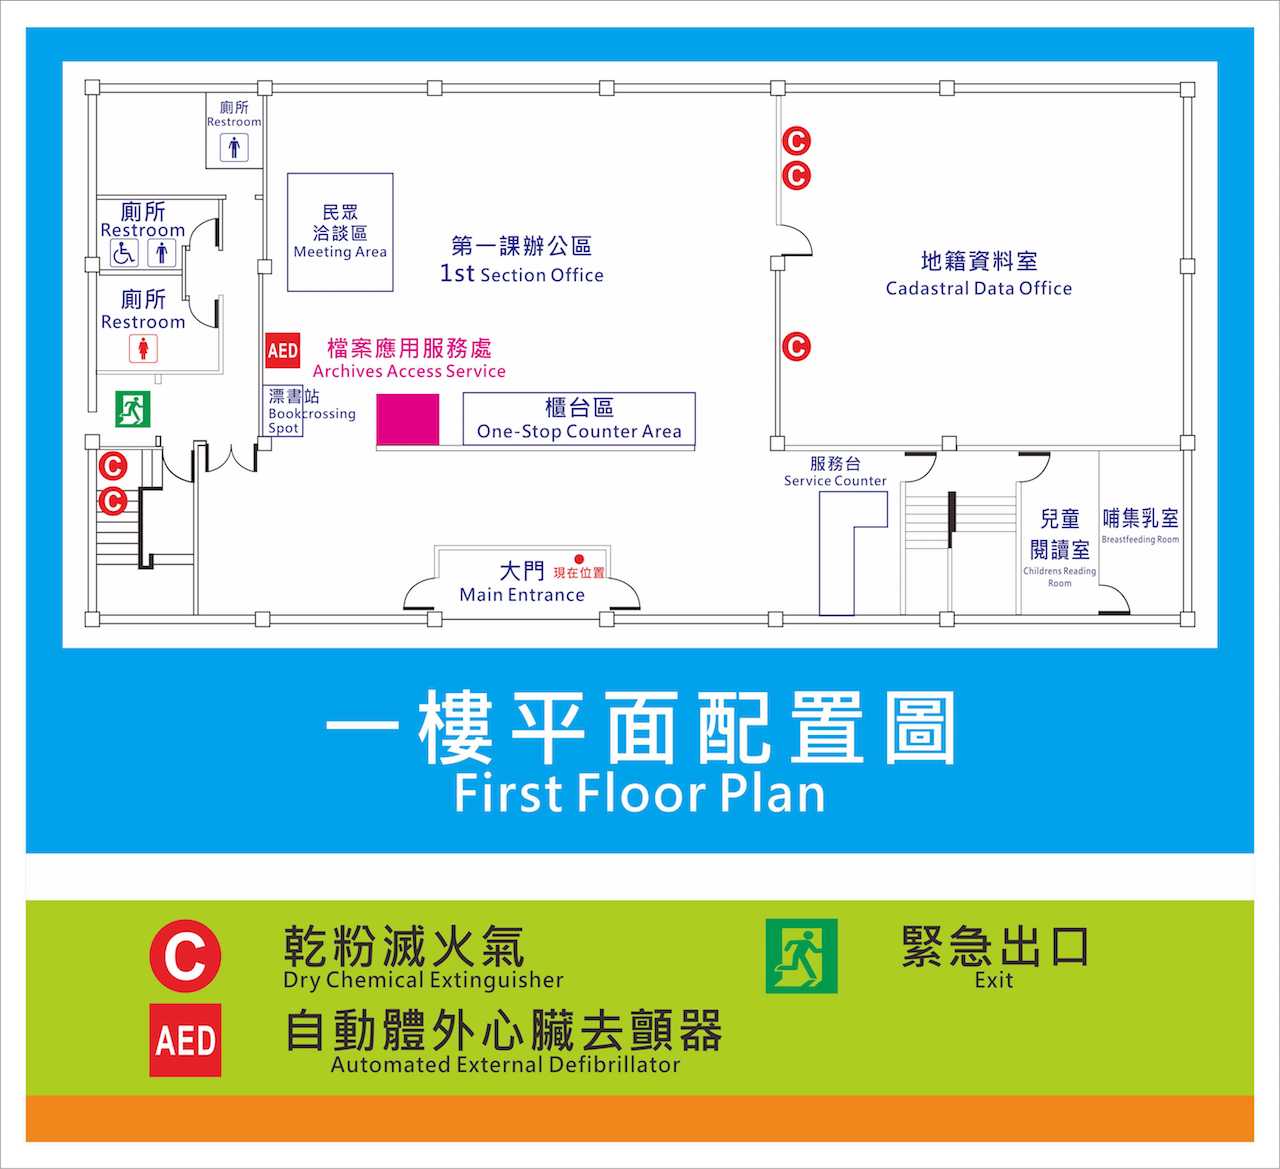 廁所
Restroom
廁所
Restroom
廁所
Restroom
民眾
洽談區
Meeting Area
第一課辦公區
1st Section Office
C
C
地籍資料室
Cadastral Data Office
C
AED
檔案應用服務處
Archives Access Service
漂書站
Bookcrossing
Spot
櫃台區
One-Stop Counter Area
C
C
服務台
Service Counter
大門
現在位置
Main Entrance
兒童
閱讀室
Childrens Reading
Room
哺集乳室
Breastfeeding Room
一樓平面配置圖
First Floor Plan
C
乾粉滅火氣
Dry Chemical Extinguisher
緊急出口
Exit
AED
自動體外心臟去顫器
Automated External Defibrillator